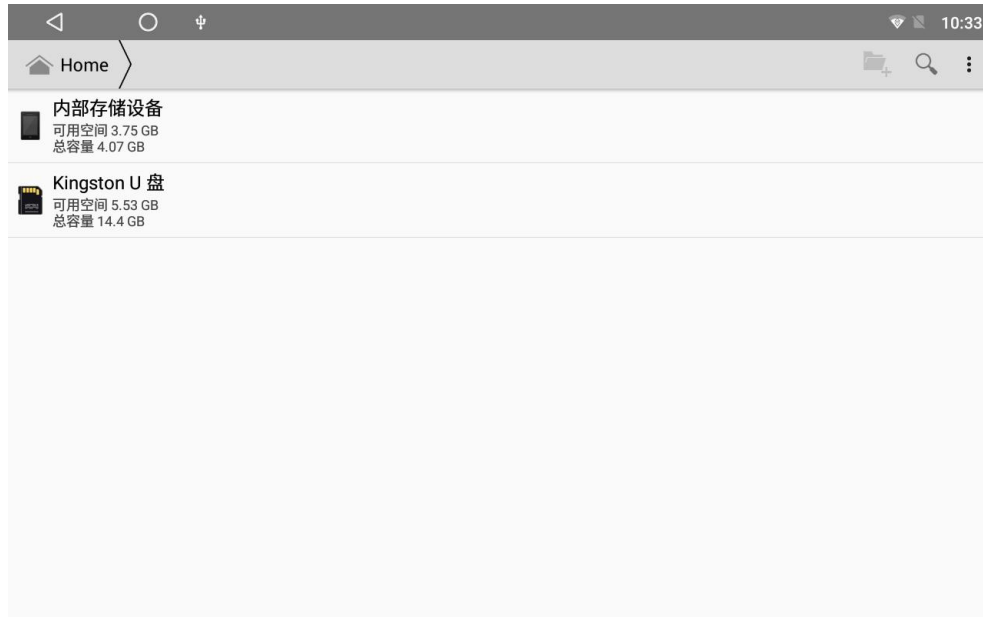 10:33
Home
内部存储设备
可用空间 3.75 GB
总容量 4.07 GB
Kingston U 盘
可用空间 5.53 GB
总容量 14.4 GB